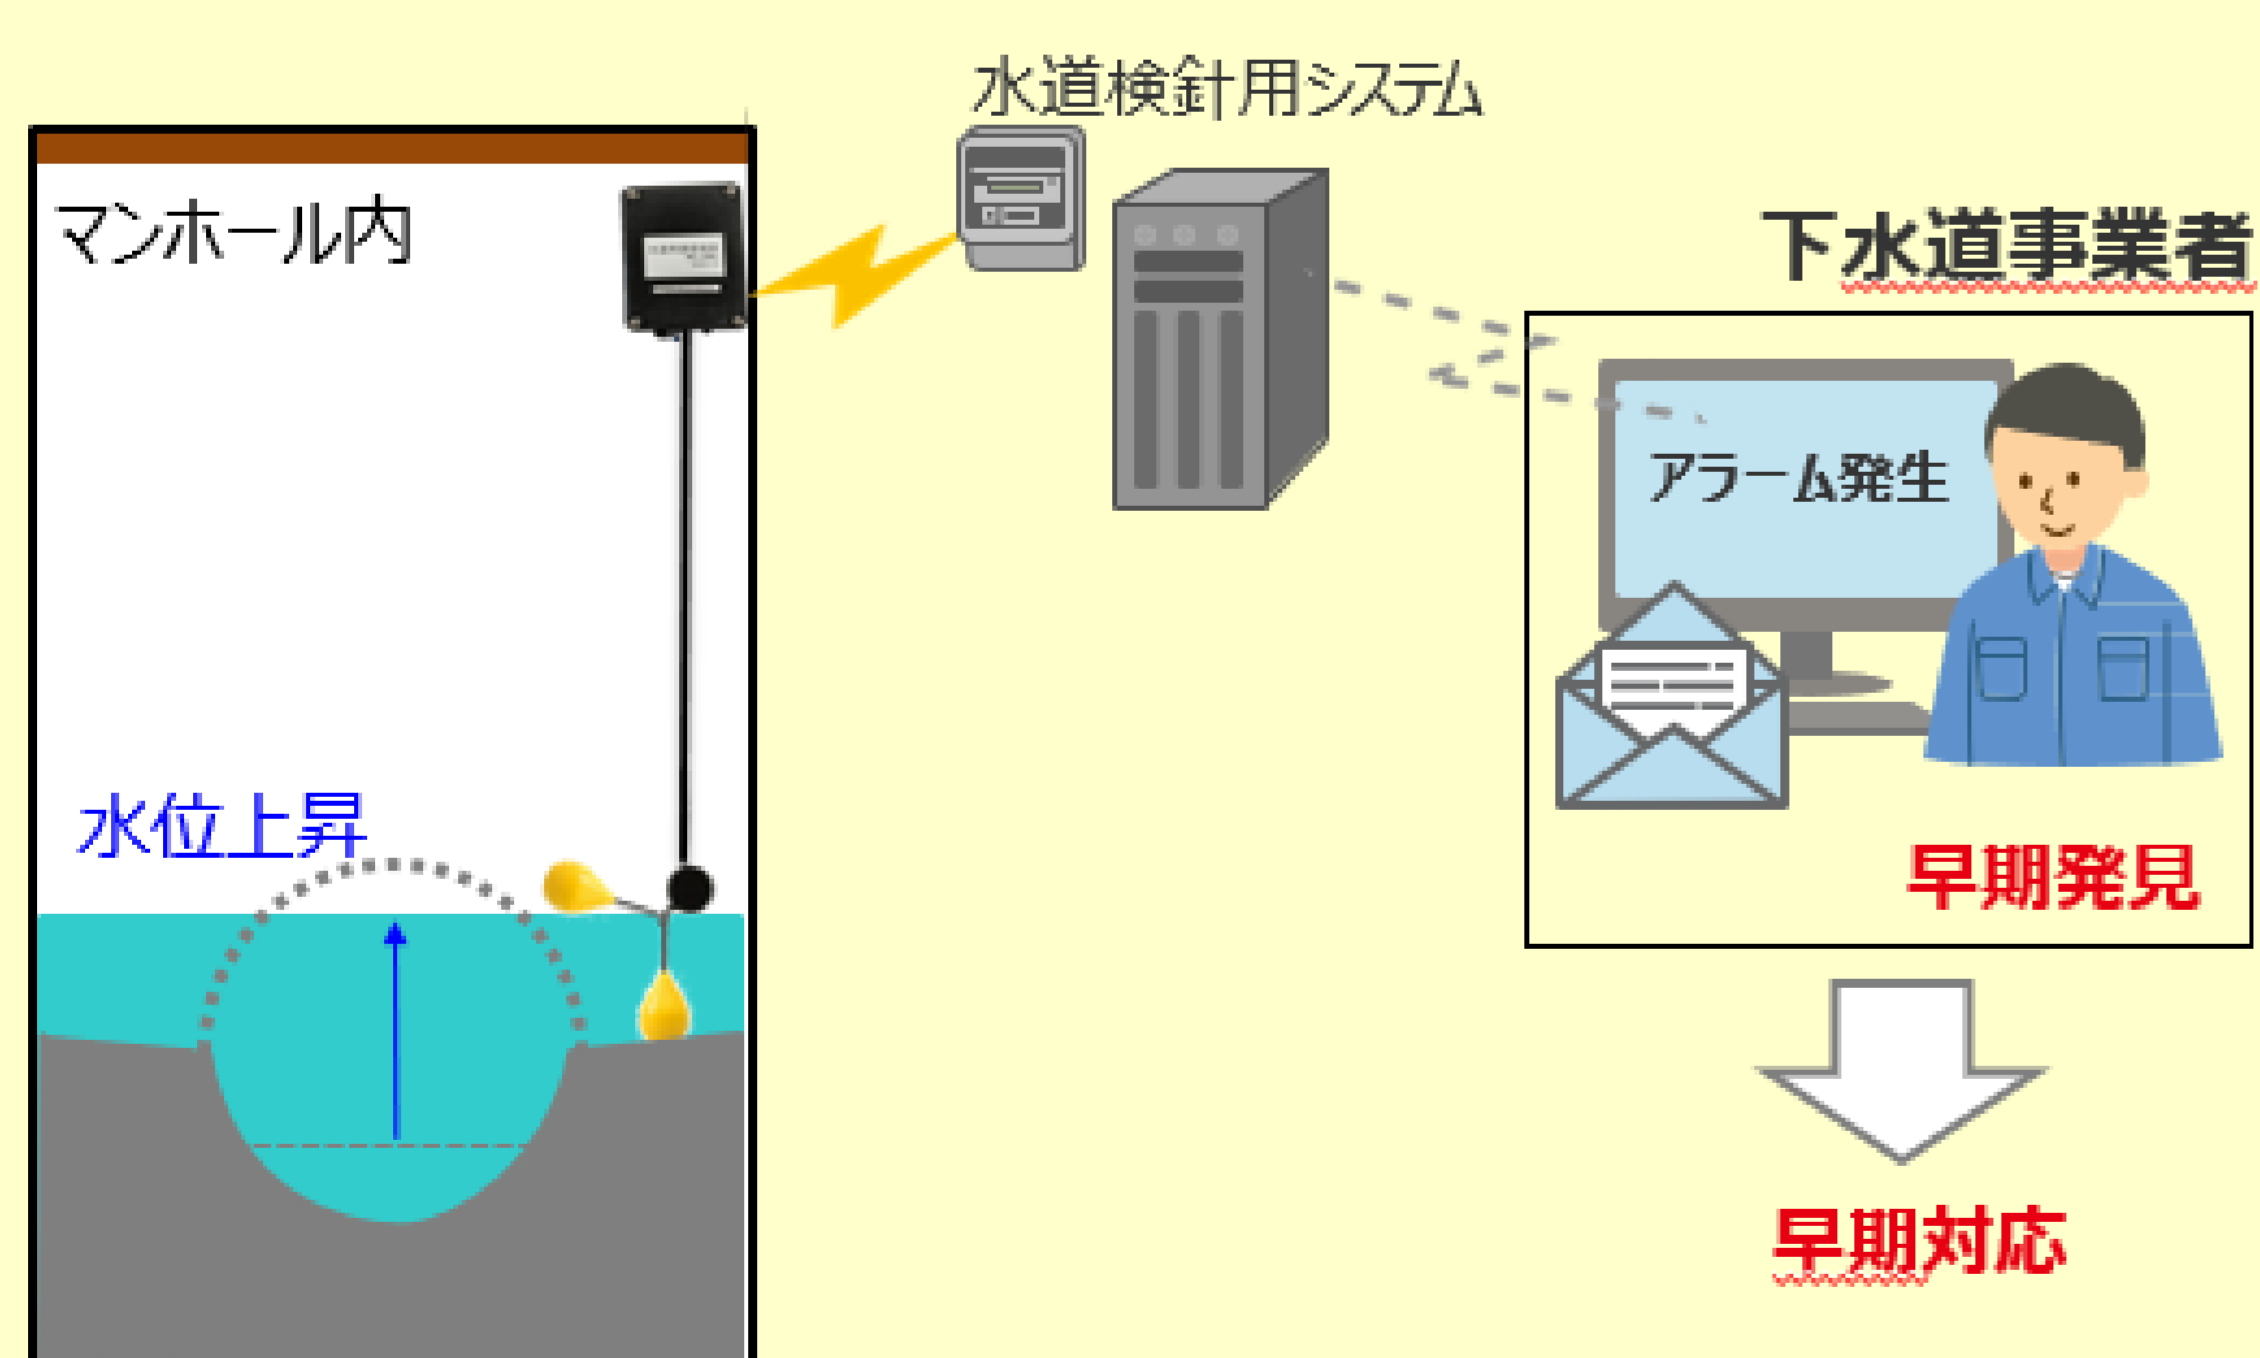 水道検針用システム
マンホール内
下水道事業者
アラーム発生
水位上昇
早期発見
早期対応